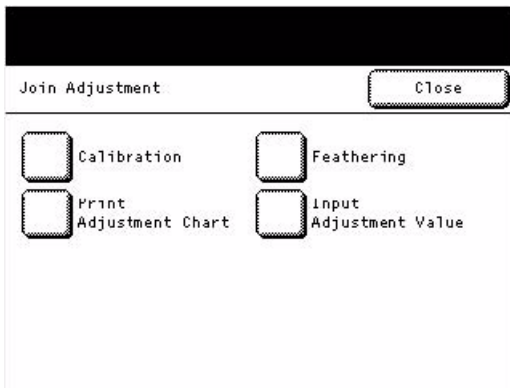 Join Adjustment
Close
Calibration
Feathering
Print
Adjustment Chart
Input
Adjustment Value